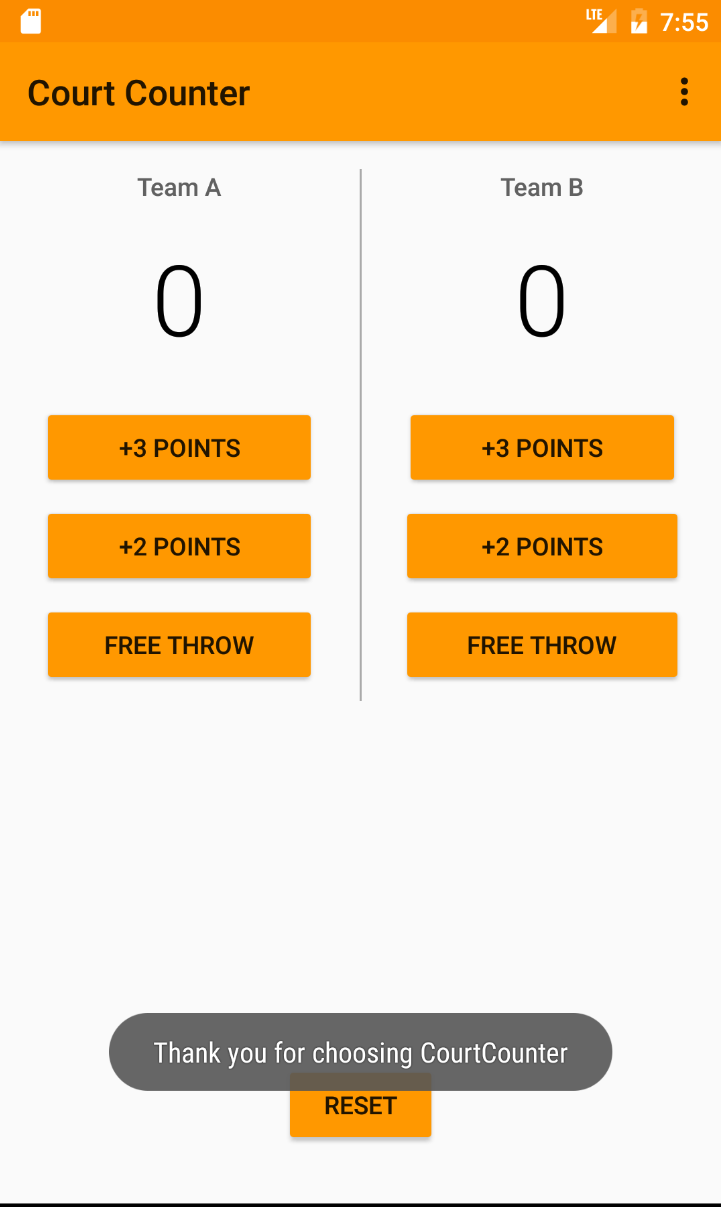 LTE 7:55
Court Counter
Team A
Team B
0
0
+3 POINTS
+3 POINTS
+2 POINTS
+2 POINTS
FREE THROW
FREE THROW
Thank you for choosing CourtCounter
RESET